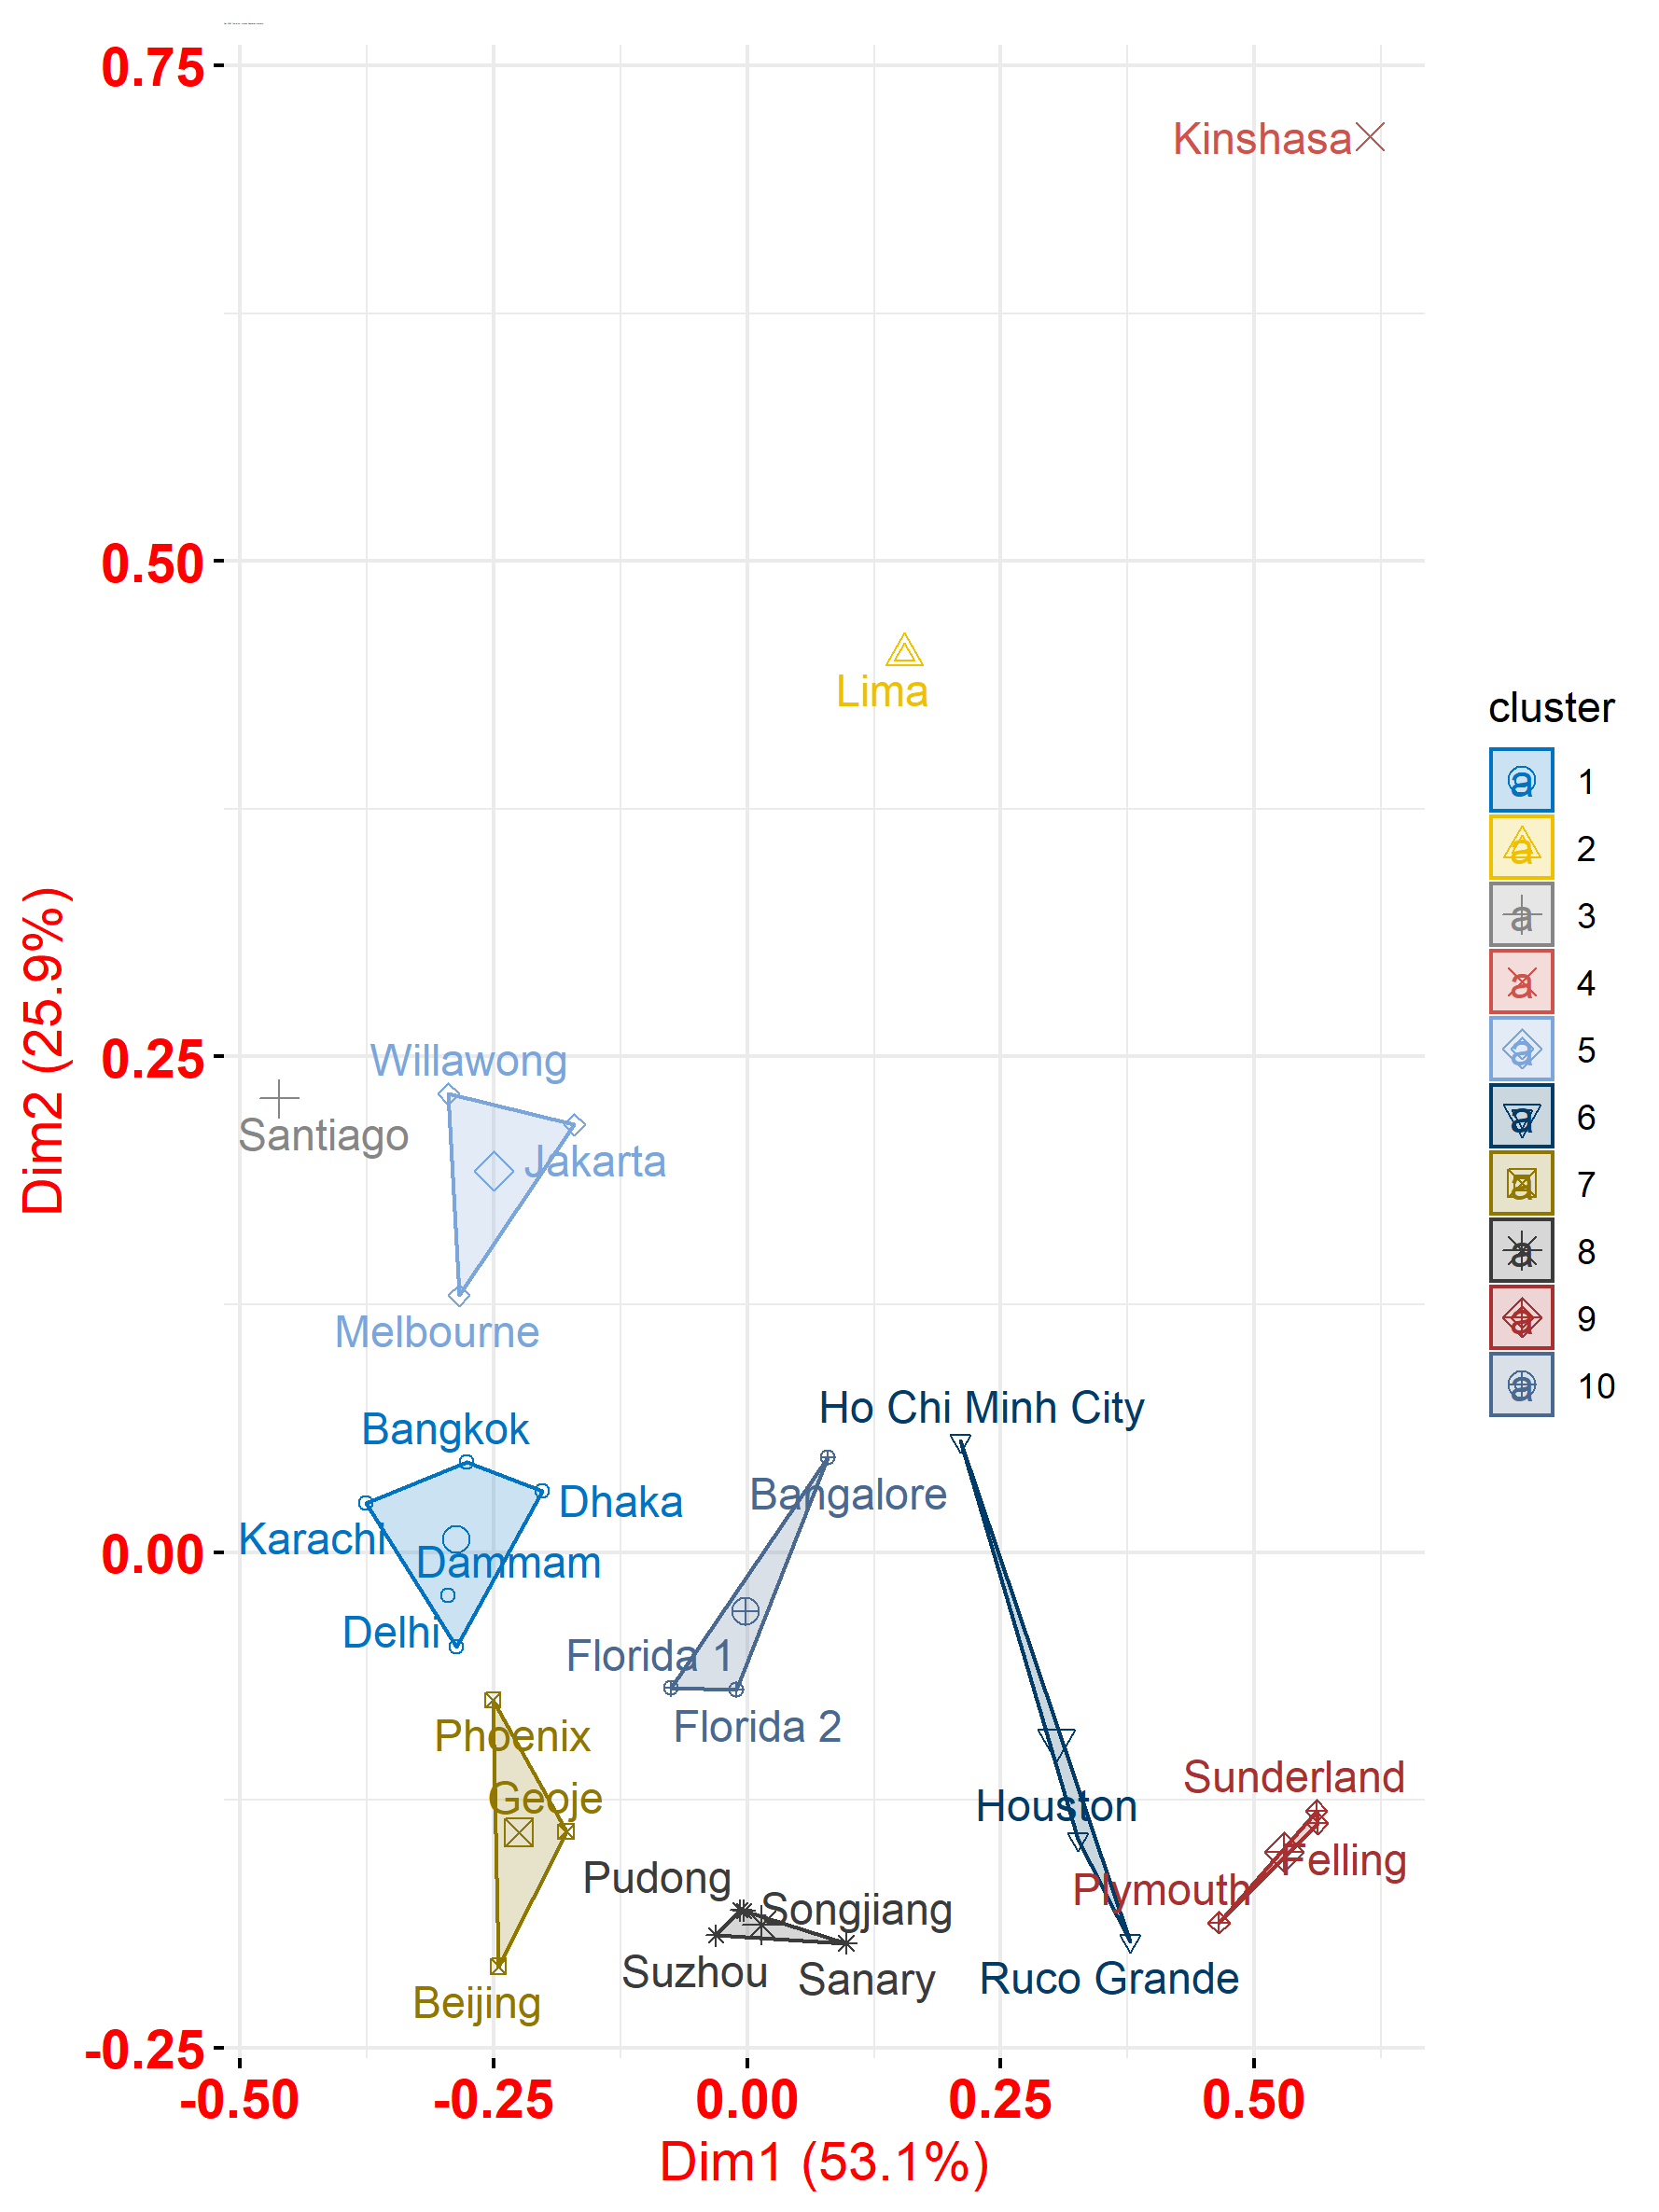 0.75
Kinshasa
0.50
Lima
cluster
a 1
a 2
a 3
a 4
a 5
a 6
a 7
a 8
a 9
a 10
Dim2 (25.9%)
0.25
Willawong
Santiago
Jakarta
Melbourne
Ho Chi Minh City
Bangkok
Bangalore
Dhaka
Karachi
0.00
Dammam
Delhi
Florida 1
Florida 2
Phoenix
Sunderland
Geoje
Houston
Felling
Pudong
Plymouth
Songjiang
Suzhou
Sanary
Ruco Grande
Beijing
-0.25
-0.50 -0.25 0.00 0.25 0.50
Dim1 (53.1%)